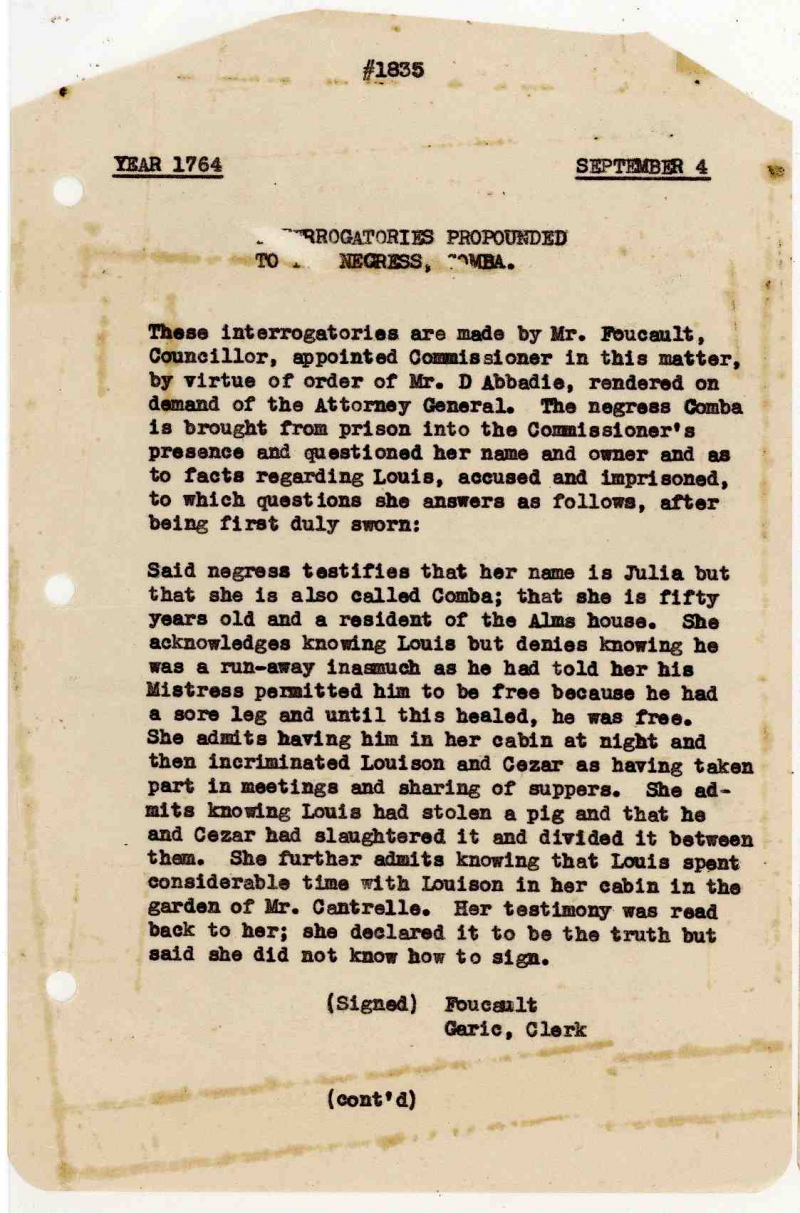 #1835
YEAR 1764 SEPTEMBER 4
RROGATORIES PROPOUNDED
TO NEGRESS, OMBA.
These interrogatories are made by Mr. Foucault,
Councillor, appointed Commissioner in this matter,
by virtue of order of Mr. D Abbadie, rendered on
demand of the Attorney General. The negress Comba
is brought from prison into the Commissioner's
presence and questioned her name and owner and as
to facts regarding Louis, accused and imprisoned,
to which questions she answers as follows, after
being first duly sworn:
Said negress testifies that her name is Julia but
that she is also called Comba; that she is fifty
years old and a resident of the Alms house. She
acknowledges knowing Louis but denies knowing he
was a run-away inasmuch as he had told her his
Mistress permitted him to be free because he had
a sore leg and until this healed, he was free.
She admits having him in her cabin at night and
then incriminated Louison and Cezar as having taken
part in meetings and sharing of suppers. She ad-
mits knowing Louis had stolen a pig and that he
and Cezar had slaughtered it and divided it between
them. She further admits knowing that Louis spent
considerable time with Louison in her cabin in the
garden of Mr. Cantrelle. Her testimony was read
back to her; she declared it to be the truth but
said she did not know how to sign.
(Signed) Foucault
Garic, Clerk
(cont'd)